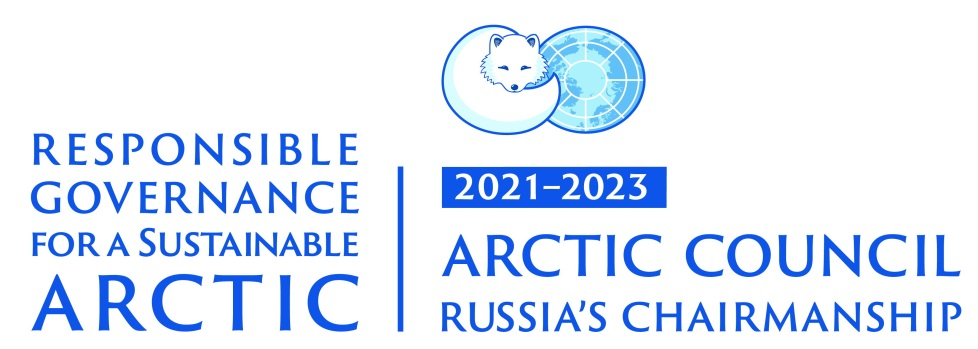 RESPONSIBLE
GOVERNANCE
FOR A SUSTAINABLE
ARCTIC
2021–2023
ARCTIC COUNCIL
RUSSIA'S CHAIRMANSHIP